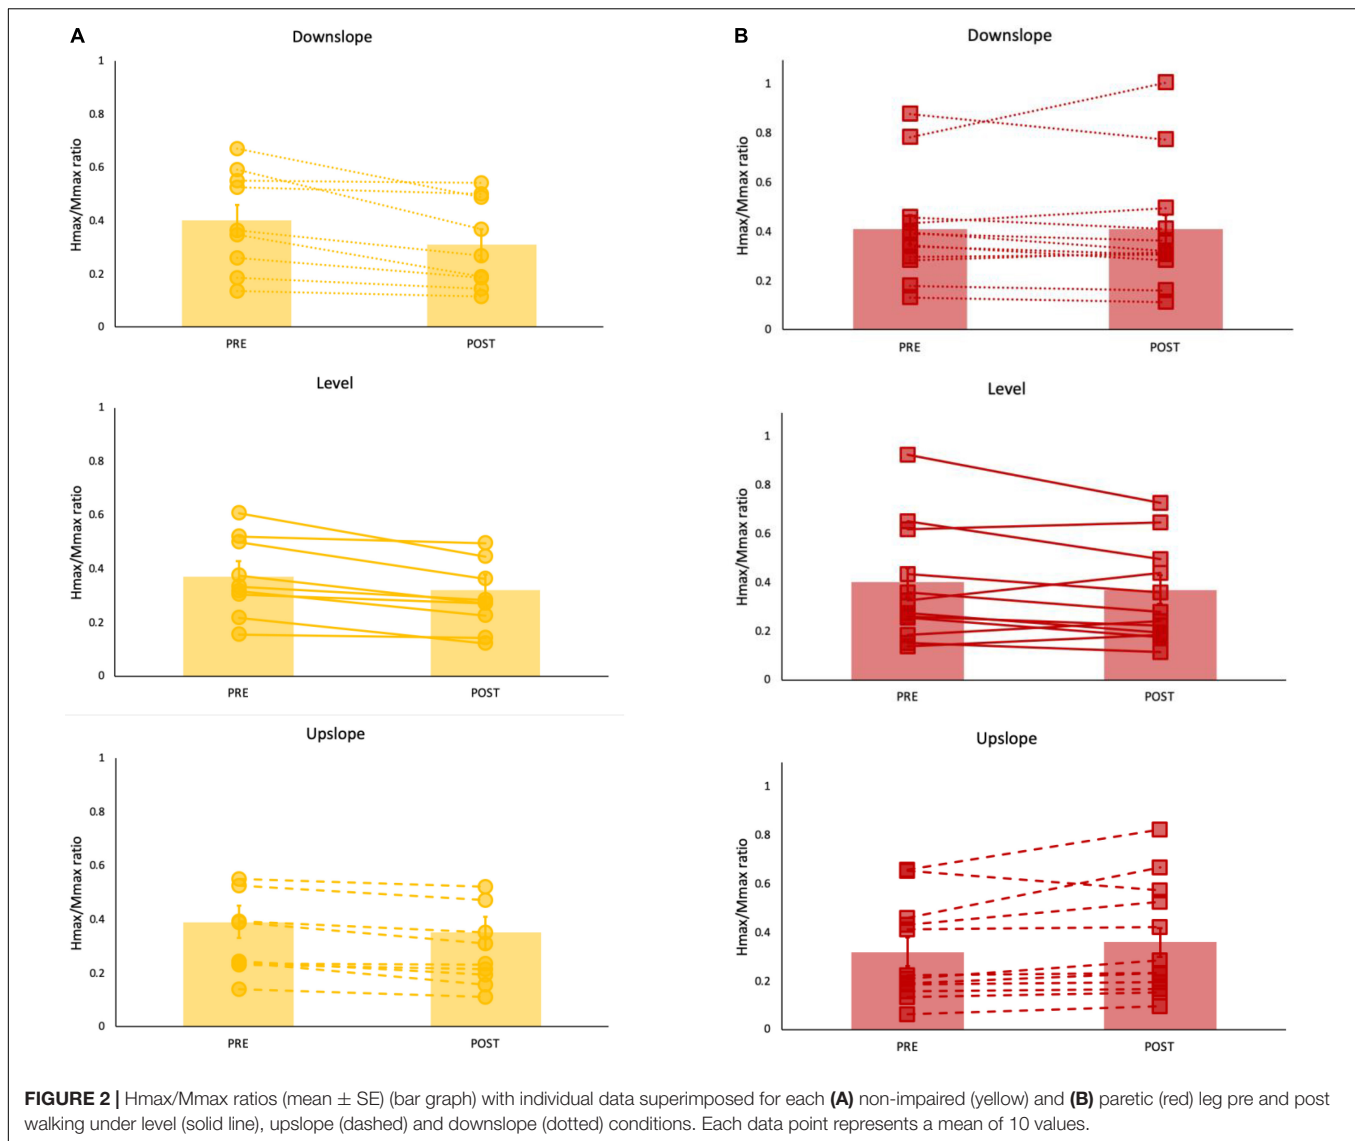 A
Downslope
1
0.8
0.6
0.4
0.2
0
Hmax/Mmax ratio
PRE
POST
B
Downslope
1
0.8
0.6
0.4
0.2
0
Hmax/Mmax ratio
PRE
POST
Level
1
0.8
0.6
0.4
0.2
0
Hmax/Mmax ratio
PRE
POST
Level
1
0.8
0.6
0.4
0.2
0
Hmax/Mmax ratio
PRE
POST
Upslope
1
0.8
0.6
0.4
0.2
0
Hmax/Mmax ratio
PRE
POST
Upslope
1
0.8
0.6
0.4
0.2
0
Hmax/Mmax ratio
PRE
POST
FIGURE 2 | Hmax/Mmax ratios (mean ± SE) (bar graph) with individual data superimposed for each (A) non-impaired (yellow) and (B) paretic (red) leg pre and post
walking under level (solid line), upslope (dashed) and downslope (dotted) conditions. Each data point represents a mean of 10 values.